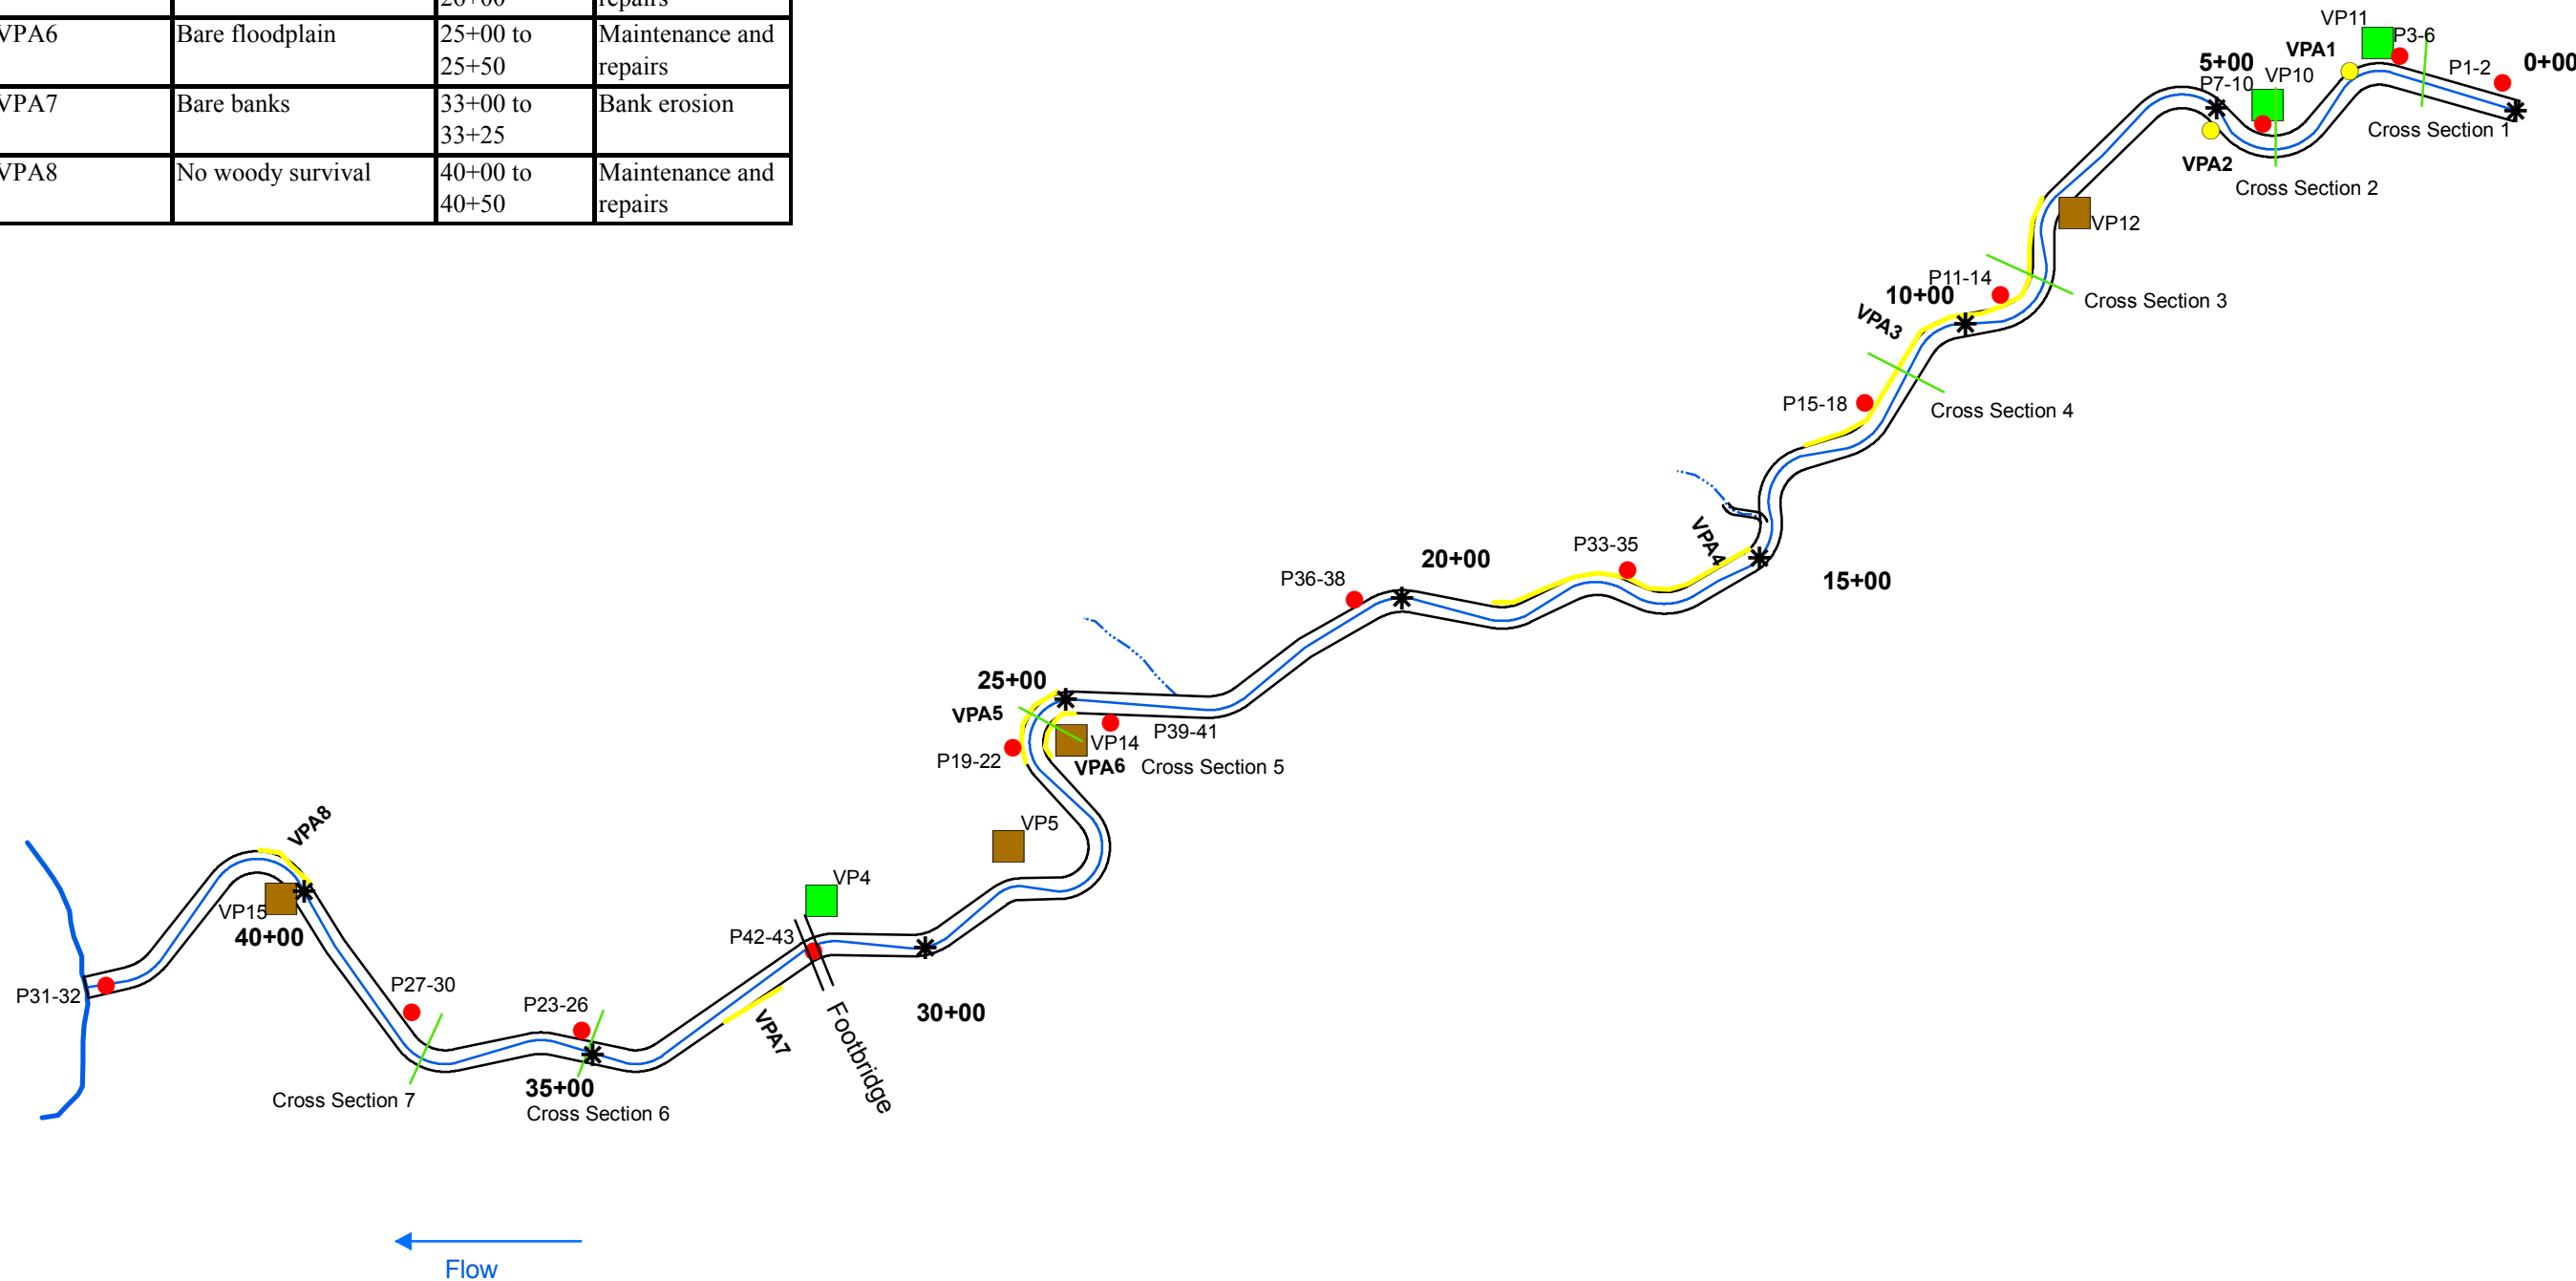 26+00 repairs
VPA6 Bare floodplain 25+00 to Maintenance and
25+50 repairs
VPA7 Bare banks 33+00 to Bank erosion
33+25
VPA8 No woody survival 40+00 to Maintenance and
40+50 repairs
VP11
P3-6
VPA1
5+00
VP10
P7-10
P1-2
0+00
Cross Section 1
VPA2
Cross Section 2
VP12
P11-14
10+00
Cross Section 3
VPA3
P15-18
Cross Section 4
VPA4
P33-35
20+00
P36-38
15+00
25+00
VPA5
P39-41
VP14
P19-22
VPA6
Cross Section 5
VP5
VPA8
VP4
VP15
40+00
P42-43
P31-32
P27-30
P23-26
30+00
VPA7
Footbridge
35+00
Cross Section 7
Cross Section 6
Flow